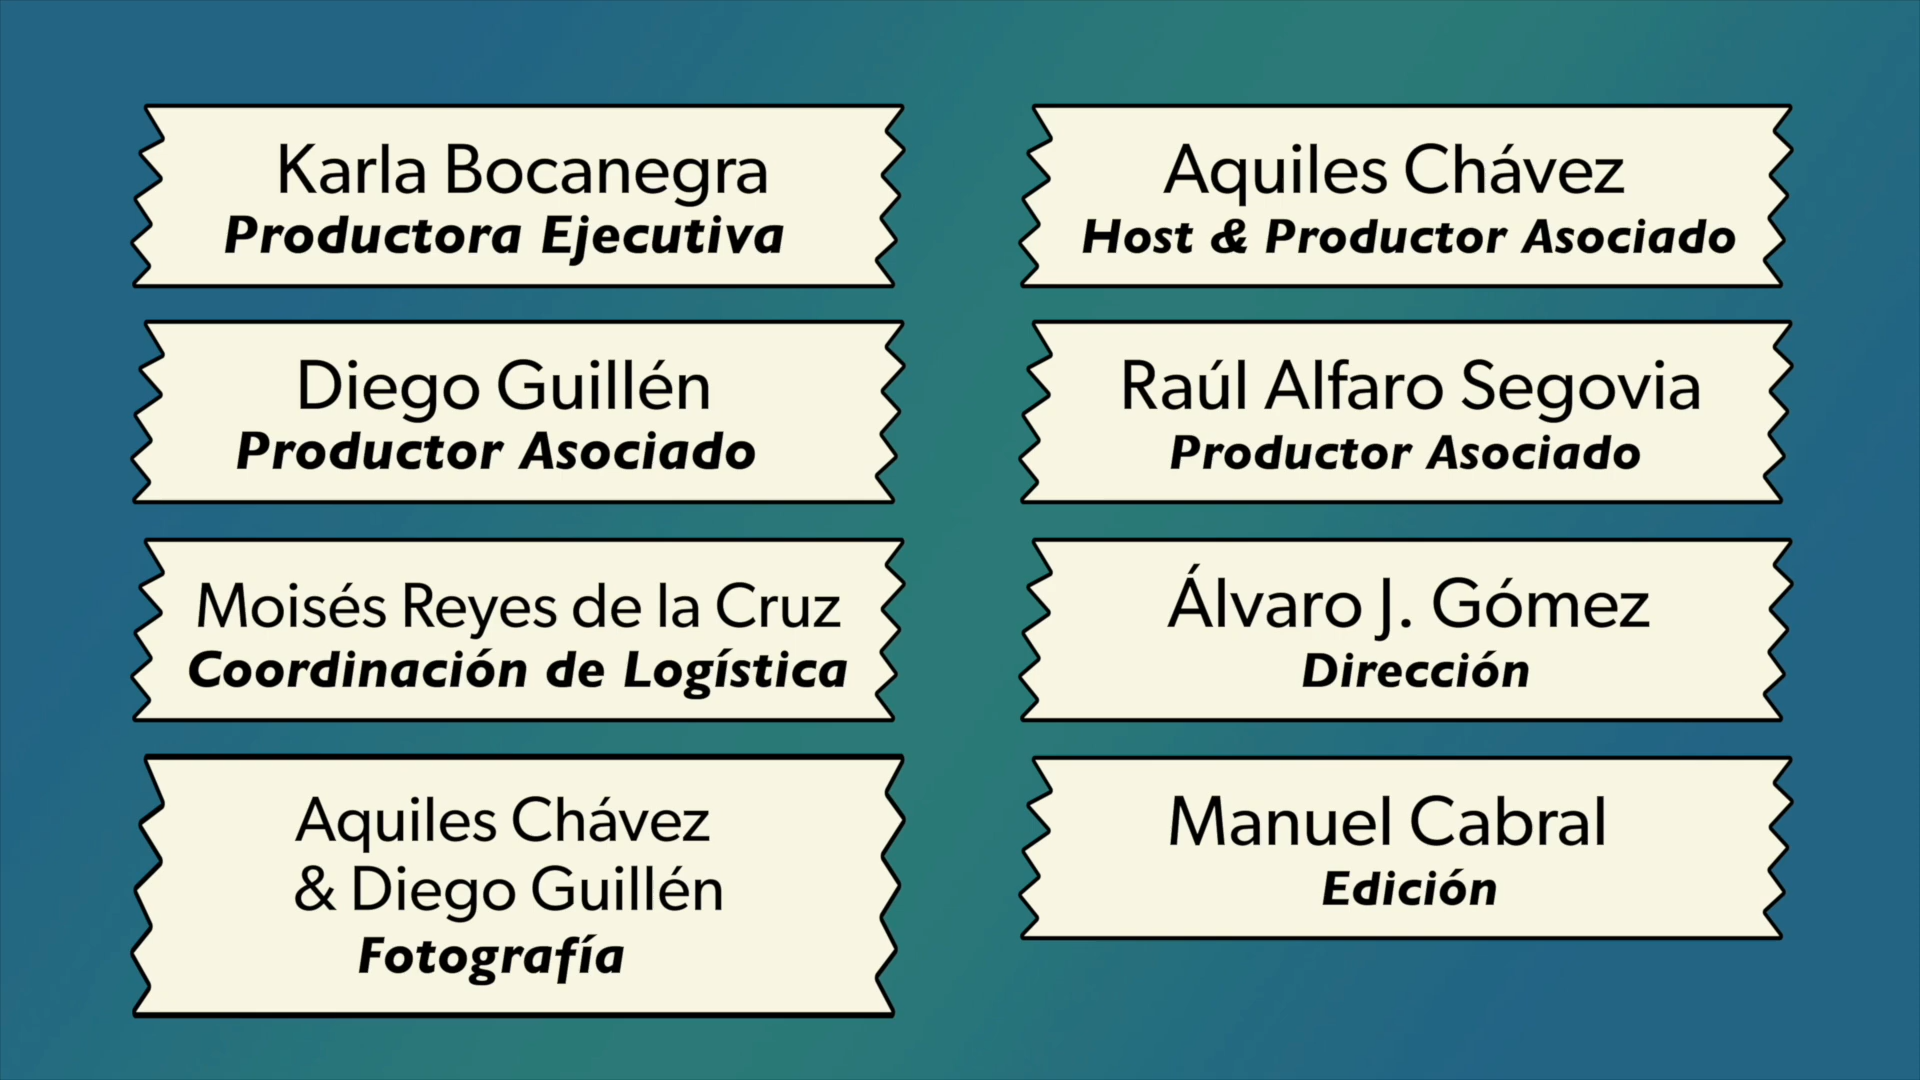 Karla Bocanegra
Productora Ejecutiva
Aquiles Chávez
Host & Productor Asociado
Diego Guillén
Productor Asociado
Raúl Alfaro Segovia
Productor Asociado
Moisés Reyes de la Cruz
Coordinación de Logística
Álvaro J. Gómez
Dirección
Aquiles Chávez
& Diego Guillén
Fotografía
Manuel Cabral
Edición